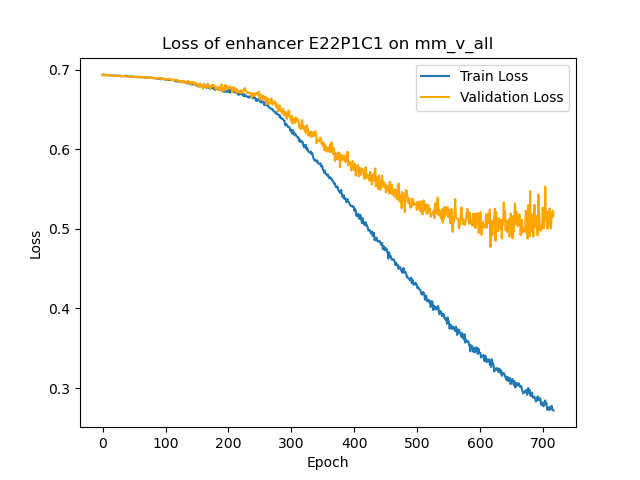 Loss of enhancer E22P1C1 on mm_v_all
Train Loss
Validation Loss
0.7
0.6
0.5
0.4
0.3
Loss
0
100
200
300
400
500
600
700
Epoch